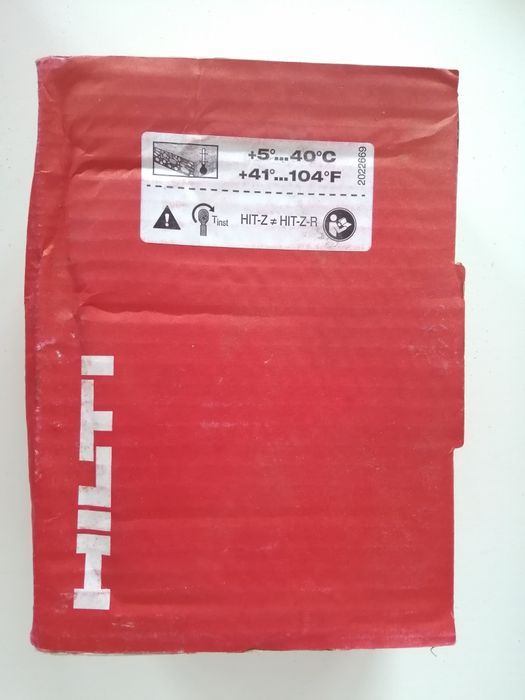 +5°...40°C
+41°...104°F
2022669
Tinst HIT-Z ≠ HIT-Z-R
HILTI